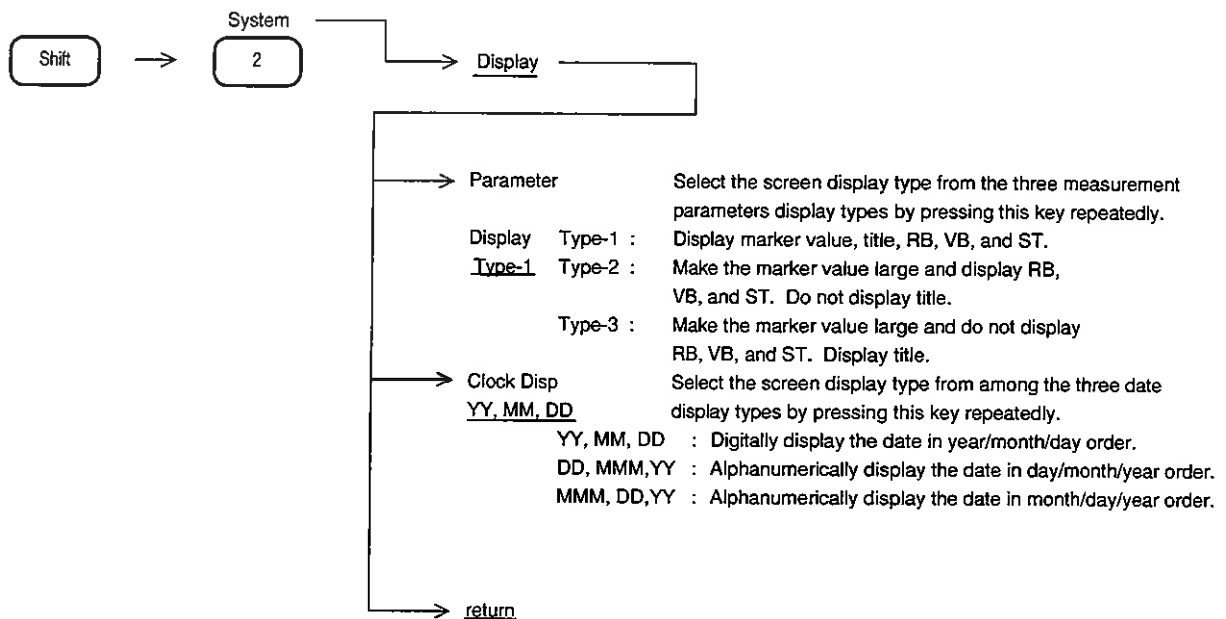 System
Shift
2
Display
Parameter Select the screen display type from the three measurement
parameters display types by pressing this key repeatedly.
Display Type-1 : Display marker value, title, RB, VB, and ST.
Type-1 Type-2 : Make the marker value large and display RB,
VB, and ST. Do not display title.
Type-3 : Make the marker value large and do not display
RB, VB, and ST. Display title.
Clock Disp Select the screen display type from among the three date
YY, MM, DD display types by pressing this key repeatedly.
YY, MM, DD : Digitally display the date in year/month/day order.
DD, MMM,YY : Alphanumerically display the date in day/month/year order.
MMM, DD,YY : Alphanumerically display the date in month/day/year order.
return